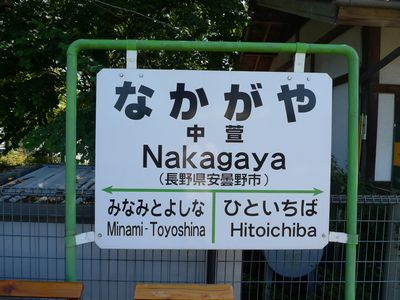 なかがや
中萱
Nakagaya
(長野県安曇野市)
みなみとよしな ひといちば
Minami-Toyoshina Hitoichiba